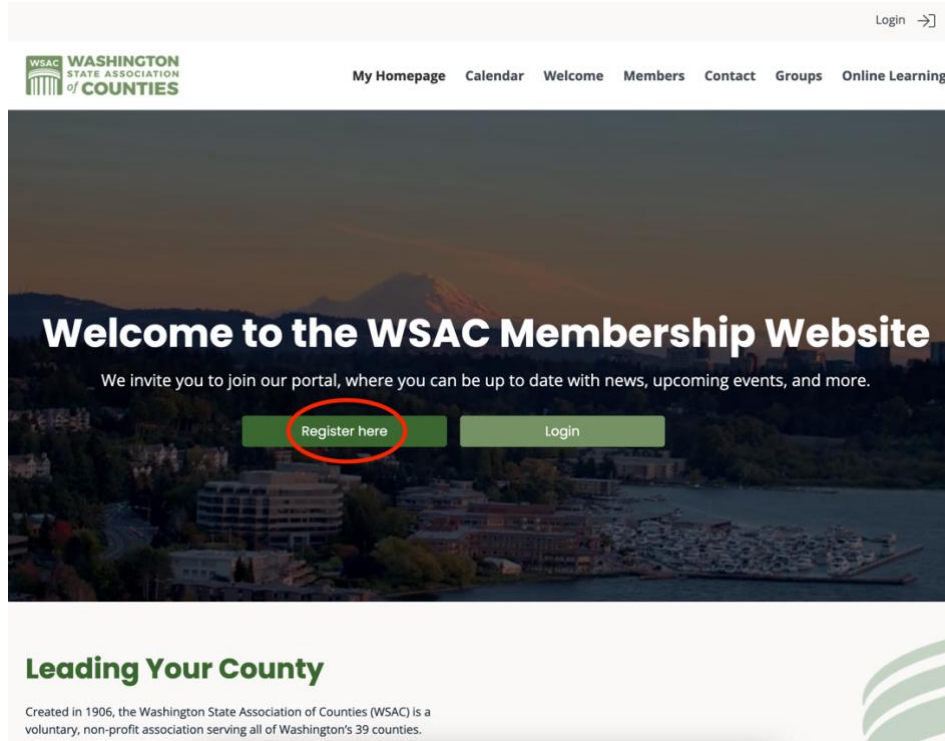 Login
WSAC WASHINGTON
STATE ASSOCIATION
of COUNTIES
My Homepage Calendar Welcome Members Contact Groups Online Learning
Welcome to the WSAC Membership Website
We invite you to join our portal, where you can be up to date with news, upcoming events, and more.
Register here Login
Leading Your County
Created in 1906, the Washington State Association of Counties (WSAC) is a
voluntary, non-profit association serving all of Washington's 39 counties.